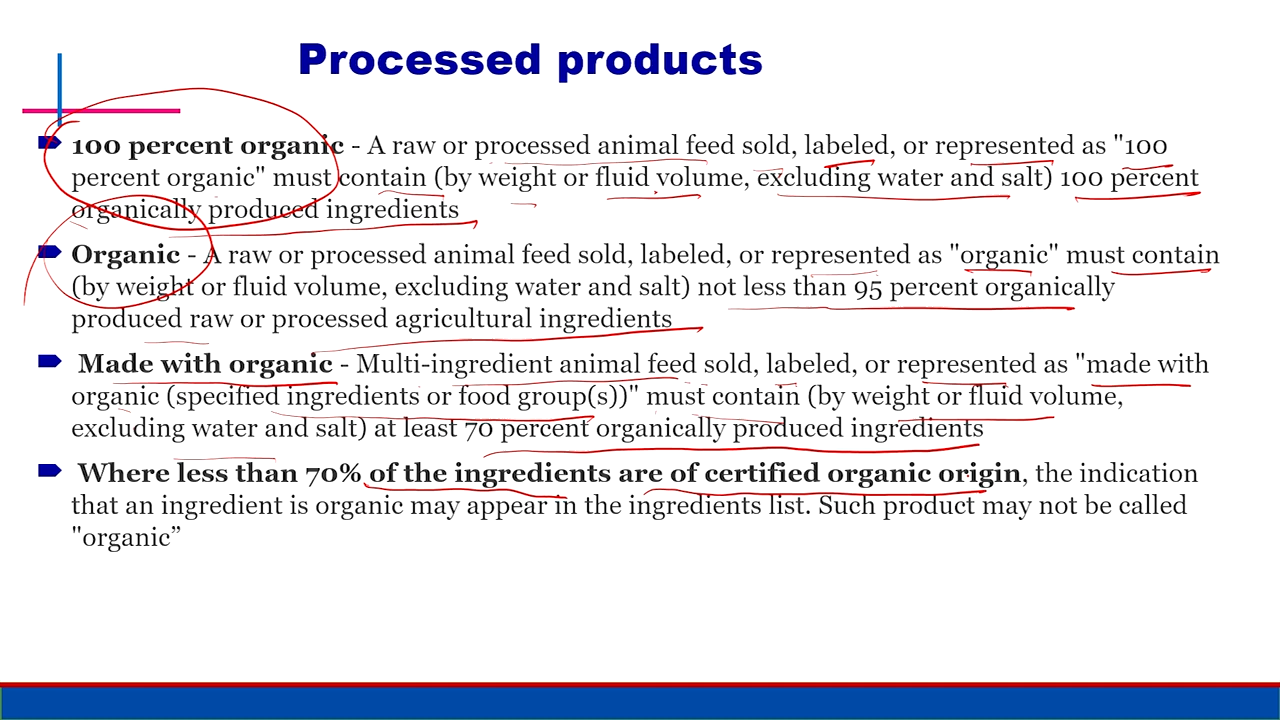 Processed products
100 percent organic - A raw or processed animal feed sold, labeled, or represented as "100
percent organic" must contain (by weight or fluid volume, excluding water and salt) 100 percent
organically produced ingredients
Organic - A raw or processed animal feed sold, labeled, or represented as "organic" must contain
(by weight or fluid volume, excluding water and salt) not less than 95 percent organically
produced raw or processed agricultural ingredients
Made with organic - Multi-ingredient animal feed sold, labeled, or represented as "made with
organic (specified ingredients or food group(s))" must contain (by weight or fluid volume,
excluding water and salt) at least 70 percent organically produced ingredients
Where less than 70% of the ingredients are of certified organic origin, the indication
that an ingredient is organic may appear in the ingredients list. Such product may not be called
"organic”